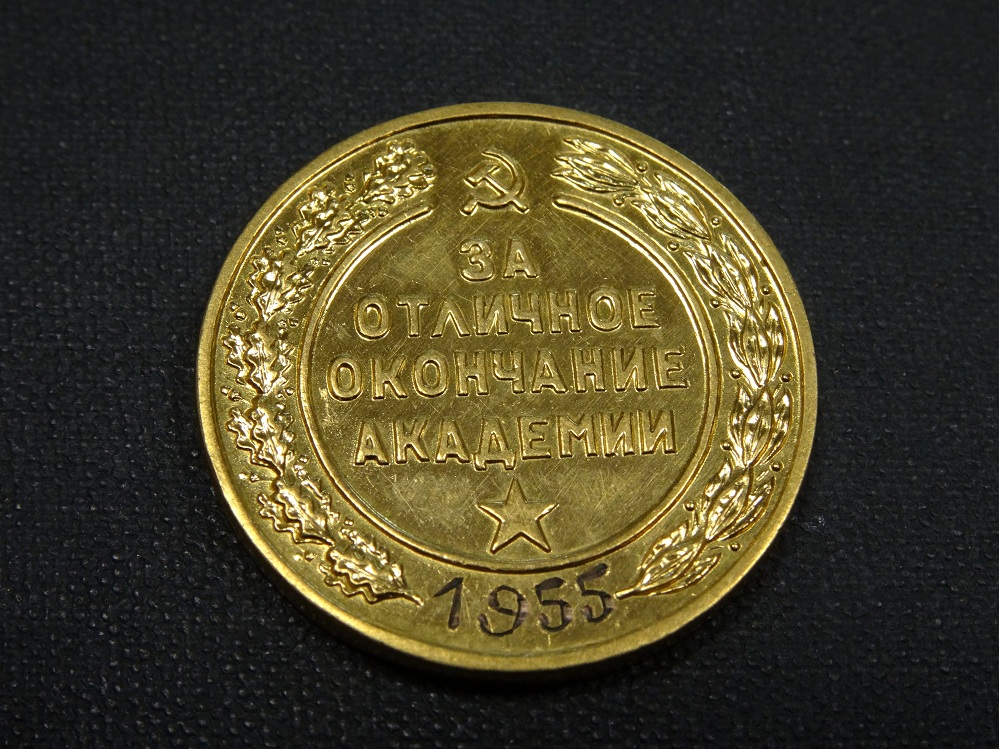 ЗА
ОТЛИЧНОЕ
ОКОНЧАНИЕ
АКАДЕМИИ
1955